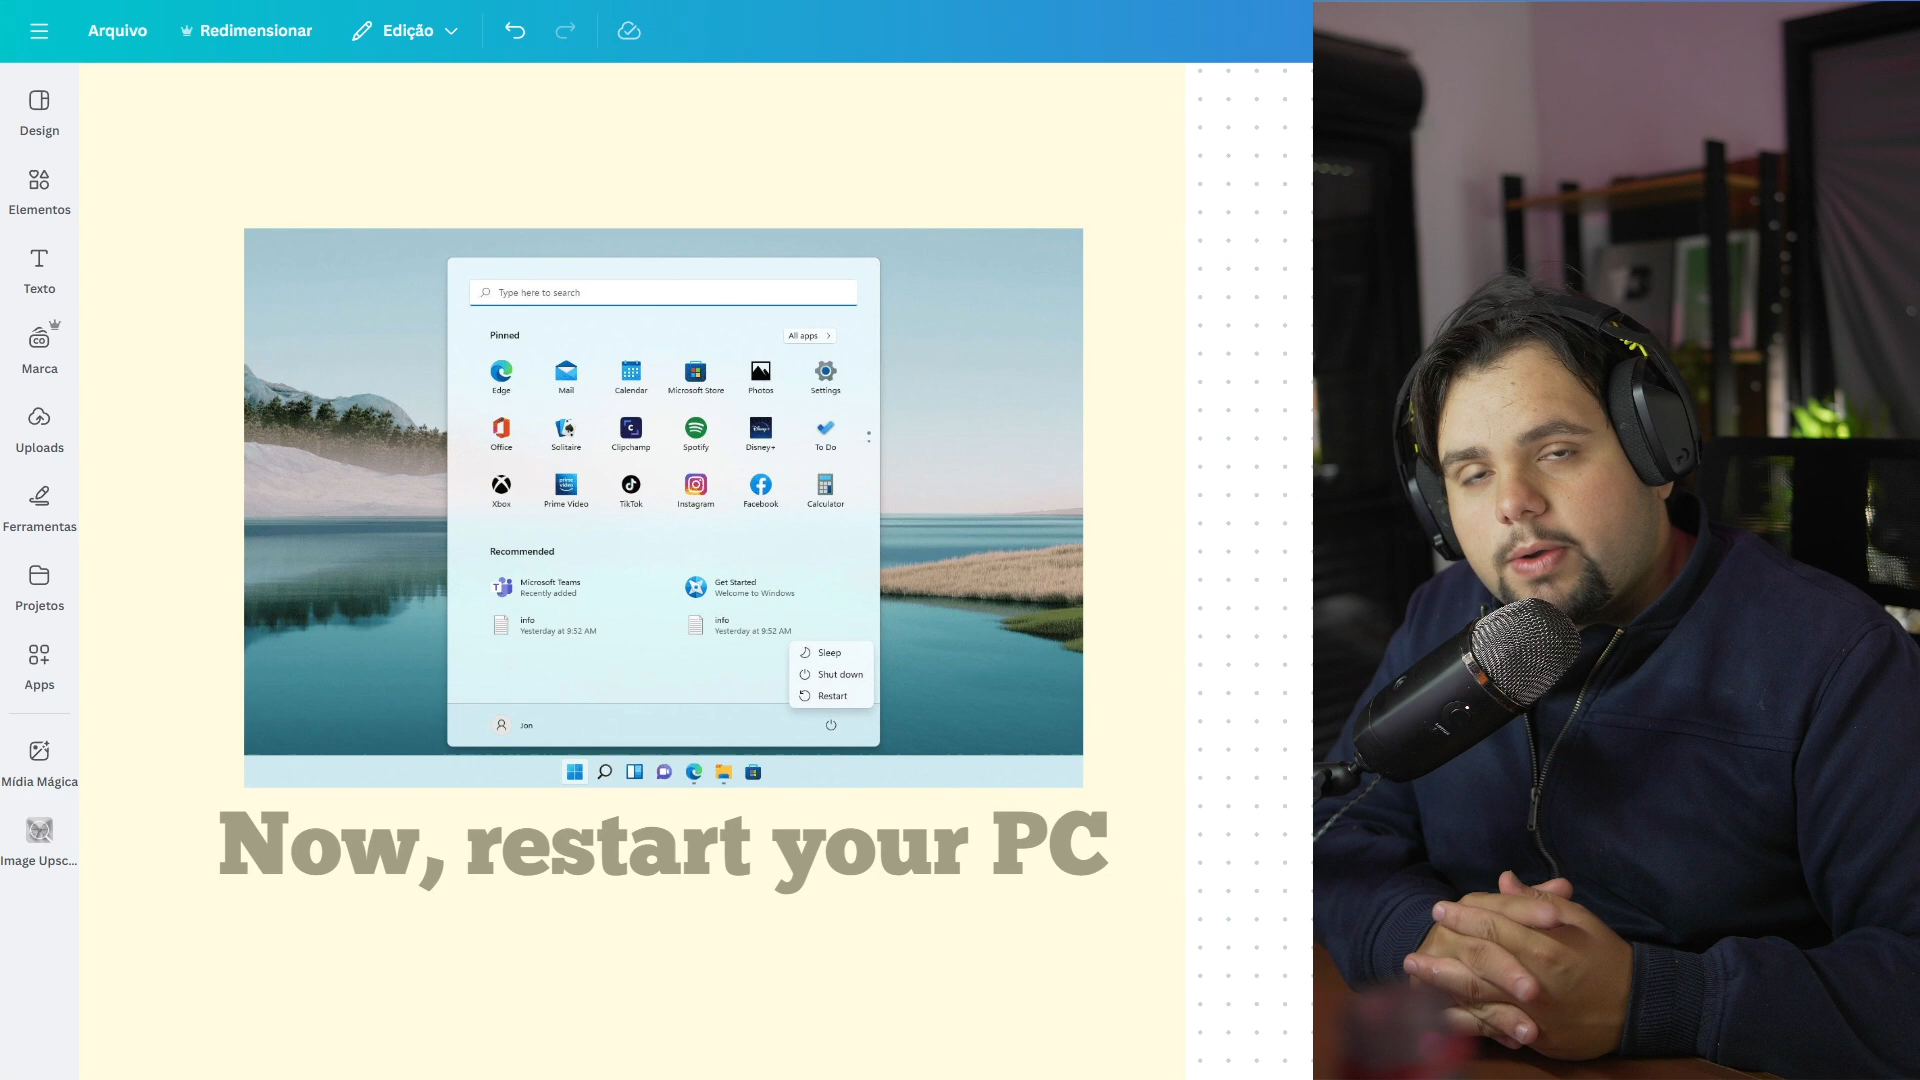 Arquivo
Redimensionar
Edição
Design
Elementos
Texto
CO
Marca
Uploads
Ferramentas
Projetos
Apps
Mídia Mágica
Image Upsc...
Type here to search
Pinned
All apps
Edge
Mail
Calendar
Microsoft Store
Photos
Settings
Office
Solitaire
Clipchamp
Spotify
Disney+
To Do
Xbox
prime video
Prime Video
TikTok
Instagram
Facebook
Calculator
Recommended
Microsoft Teams
Recently added
Get Started
Welcome to Windows
info
Yesterday at 9:52 AM
info
Yesterday at 9:52 AM
Sleep
Shut down
Restart
Jon
Now, restart your PC